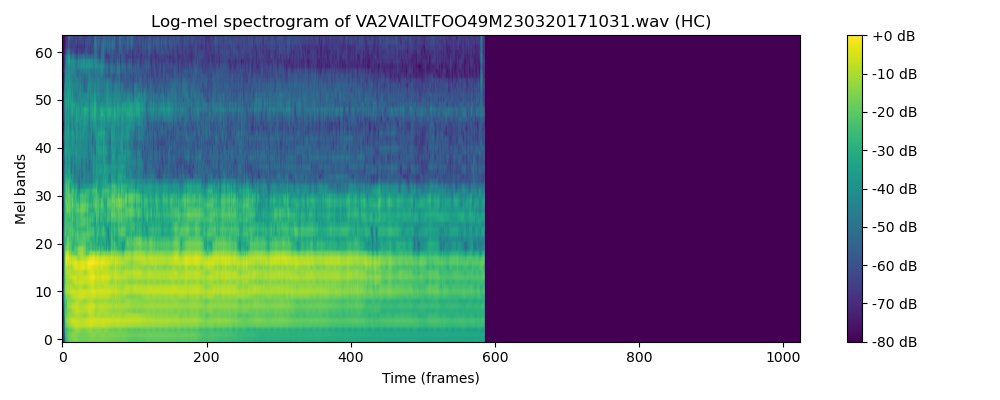 Log-mel spectrogram of VA2VAILTFOO49M230320171031.wav (HC)
60
50
40
30
20
10
0
Mel bands
0 200 400 600 800 1000
Time (frames)
+0 dB
-10 dB
-20 dB
-30 dB
-40 dB
-50 dB
-60 dB
-70 dB
-80 dB